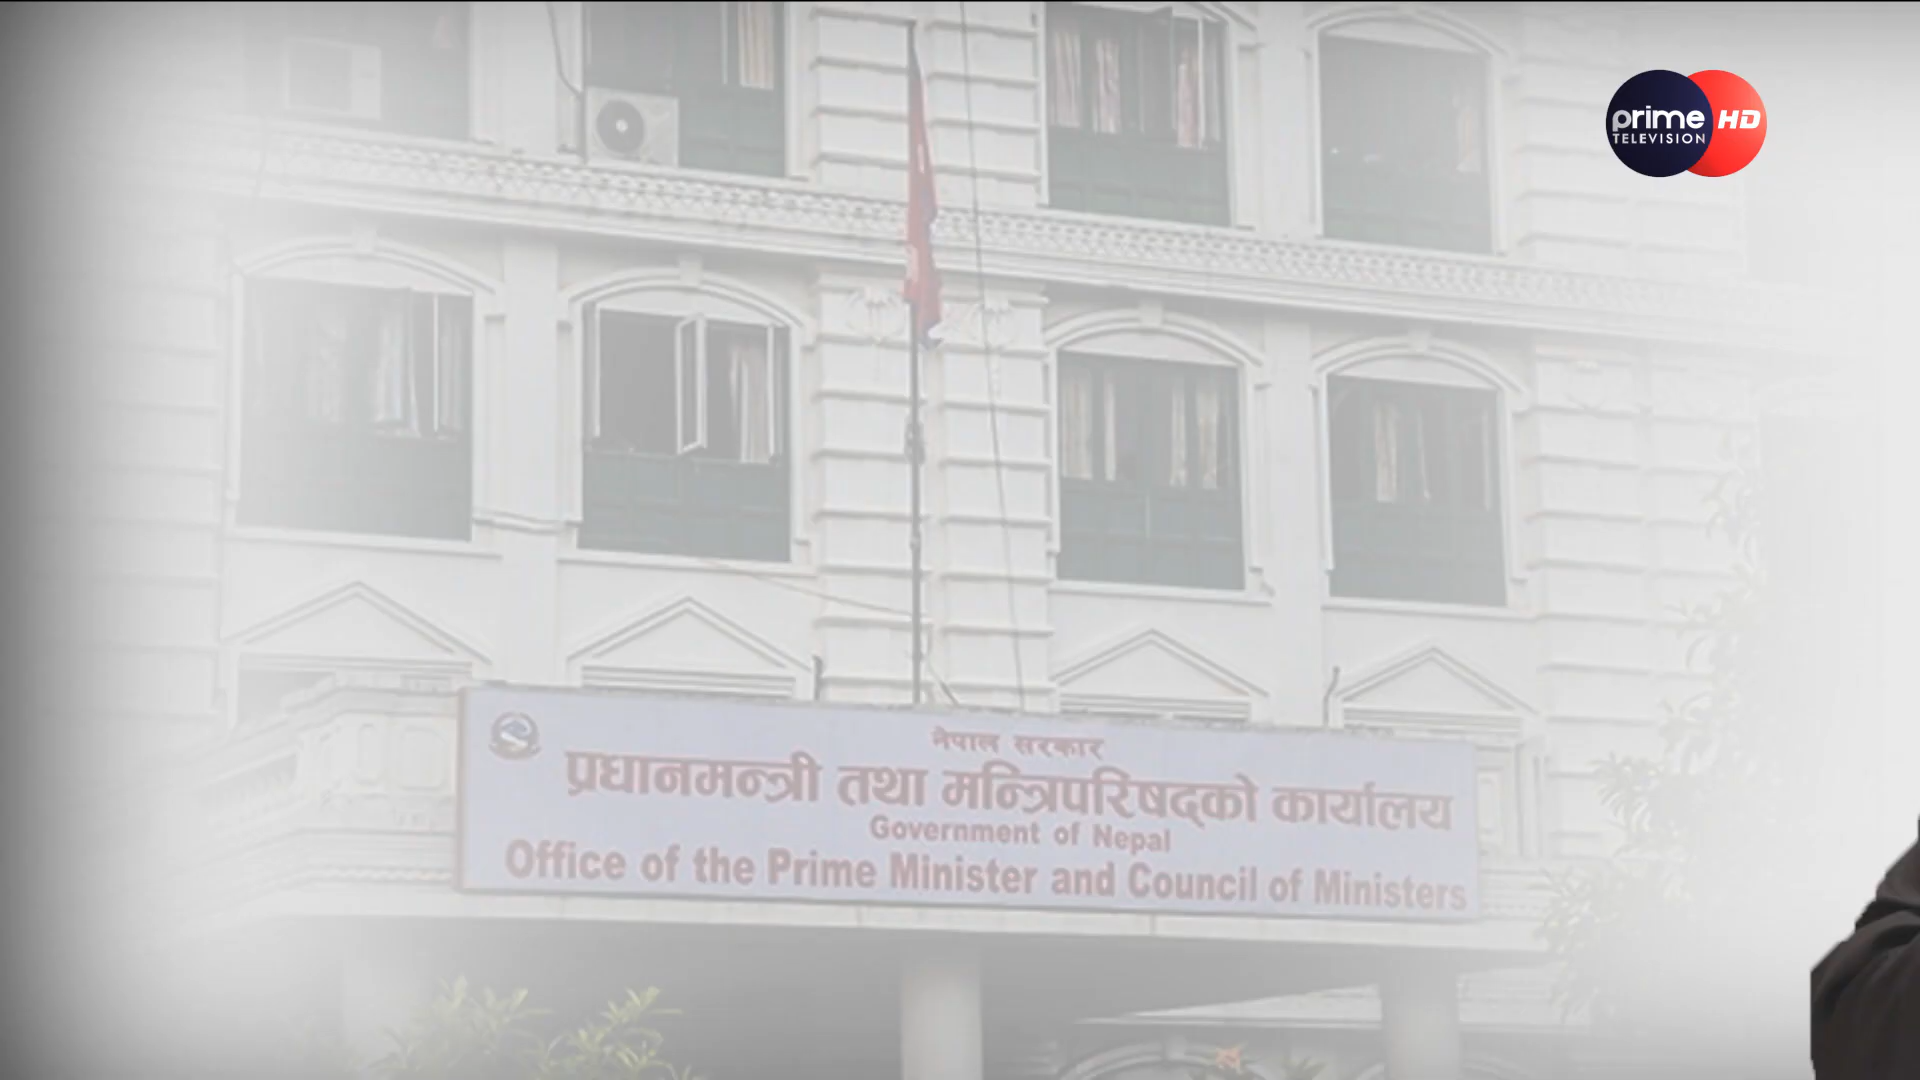 prime HD
TELEVISION
नेपाल सरकार
प्रधानमन्त्री तथा मन्त्रिपरिषद्को कार्यालय
Government of Nepal
Office of the Prime Minister and Council of Ministers